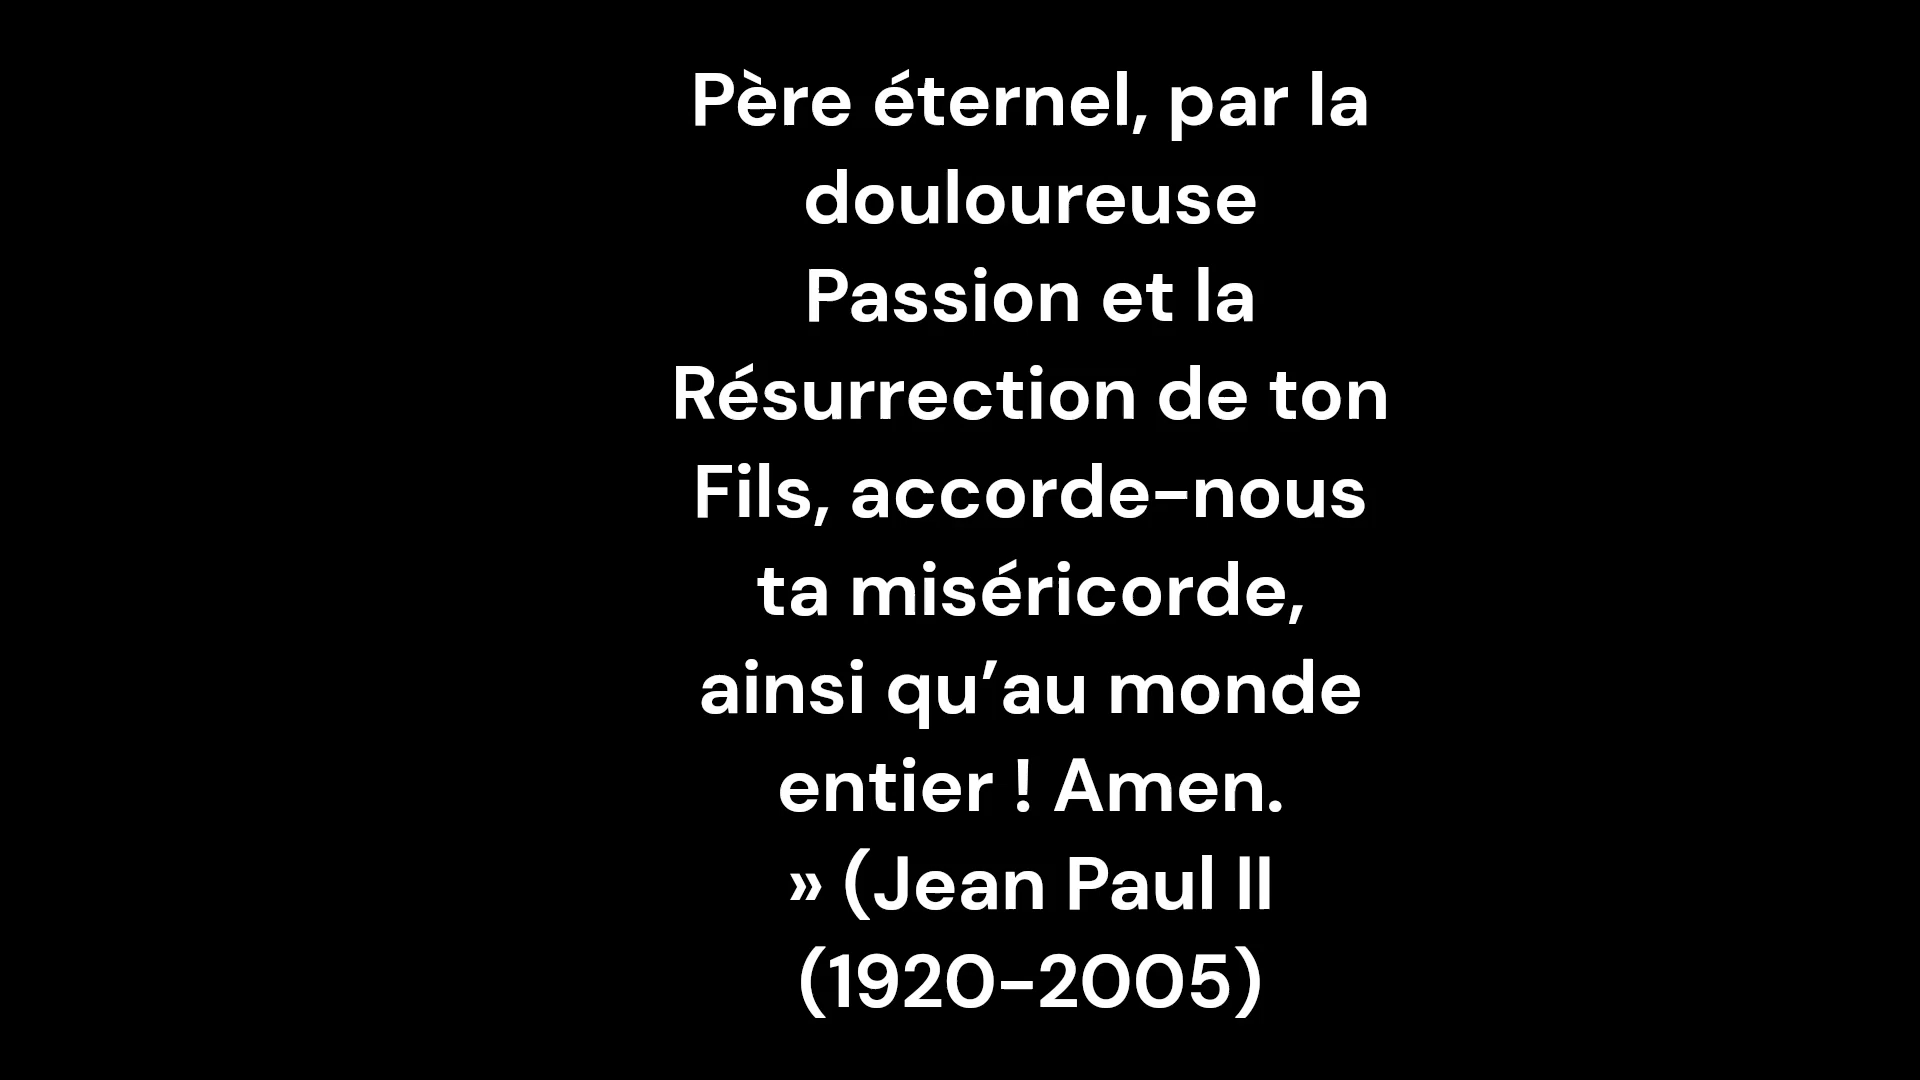 Père éternel, par la
douloureuse
Passion et la
Résurrection de ton
Fils, accorde-nous
ta miséricorde,
ainsi qu’au monde
entier ! Amen.
» (Jean Paul II
(1920-2005)